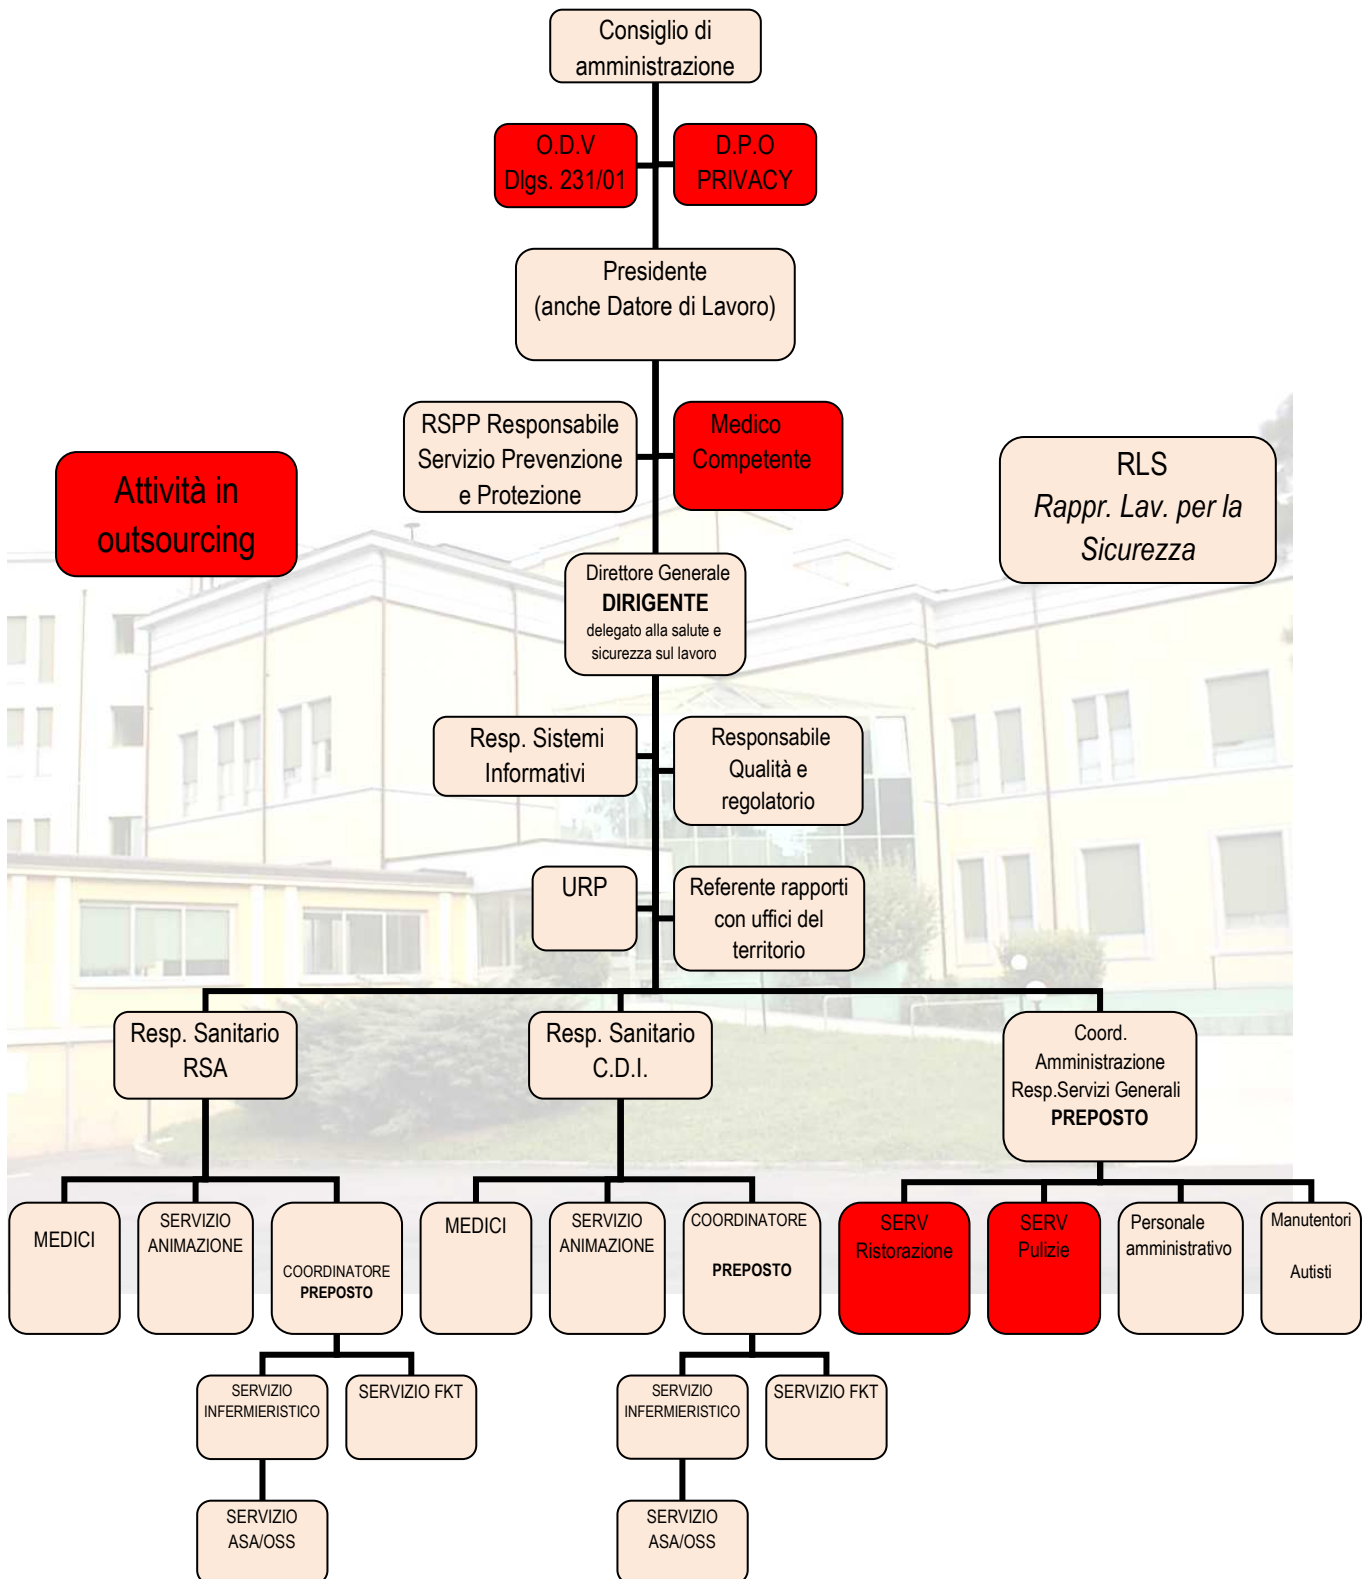 Consiglio di
amministrazione
O.D.V
Dlgs. 231/01
D.P.O
PRIVACY
Presidente
(anche Datore di Lavoro)
RSPP Responsabile
Servizio Prevenzione
e Protezione
Medico
Competente
Attività in
outsourcing
RLS
Rappr. Lav. per la
Sicurezza
Direttore Generale
DIRIGENTE
delegato alla salute e
sicurezza sul lavoro
Resp. Sistemi
Informativi
Responsabile
Qualità e
regolatorio
URP
Referente rapporti
con uffici del
territorio
Resp. Sanitario
RSA
Resp. Sanitario
C.D.I.
Coord.
Amministrazione
Resp.Servizi Generali
PREPOSTO
MEDICI
SERVIZIO
ANIMAZIONE
COORDINATORE
PREPOSTO
MEDICI
SERVIZIO
ANIMAZIONE
COORDINATORE
PREPOSTO
SERV
Ristorazione
SERV
Pulizie
Personale
amministrativo
Manutentori
Autisti
SERVIZIO
INFERMIERISTICO
SERVIZIO FKT
SERVIZIO
INFERMIERISTICO
SERVIZIO FKT
SERVIZIO
ASA/OSS
SERVIZIO
ASA/OSS